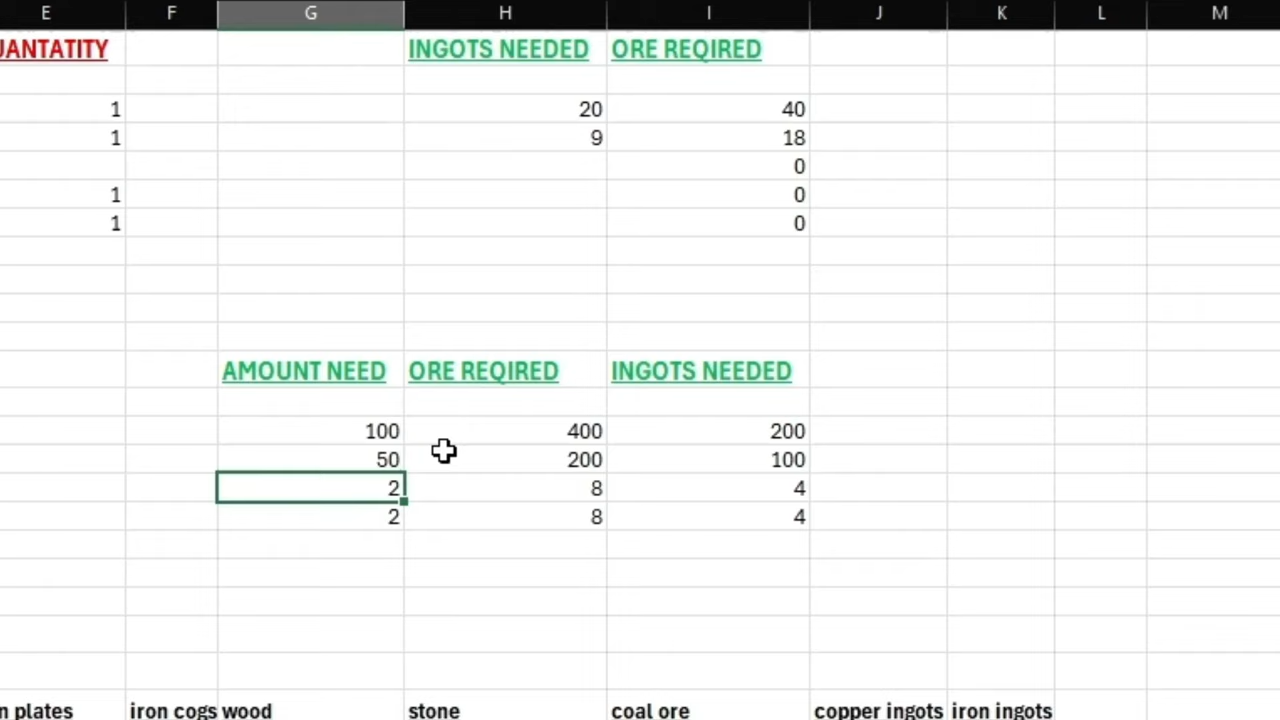 E F G H I J K L M
UANTATITY INGOTS NEEDED ORE REQIRED
1 20 40
1 9 18
0
1 0
1 0
AMOUNT NEED ORE REQIRED INGOTS NEEDED
100 400 200
50 200 100
2 8 4
2 8 4
n plates iron cogs wood stone coal ore copper ingots iron ingots